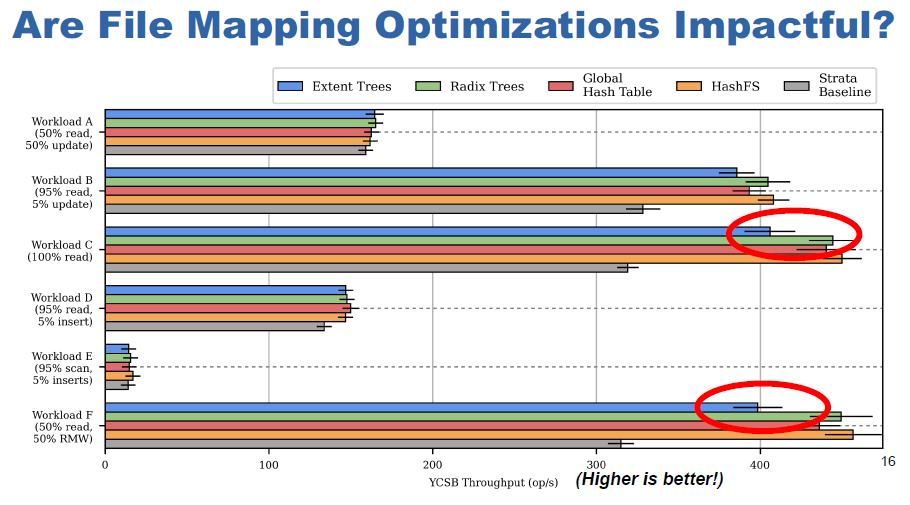 Are File Mapping Optimizations Impactful?
Extent Trees
Radix Trees
Global
Hash Table
HashFS
Strata
Baseline
Workload A
(50% read,
50% update)
Workload B
(95% read,
5% update)
Workload C
(100% read)
Workload D
(95% read,
5% insert)
Workload E
(95% scan,
5% inserts)
Workload F
(50% read,
50% RMW)
0
100
200
300
400
16
YCSB Throughput (op/s)
(Higher is better!)